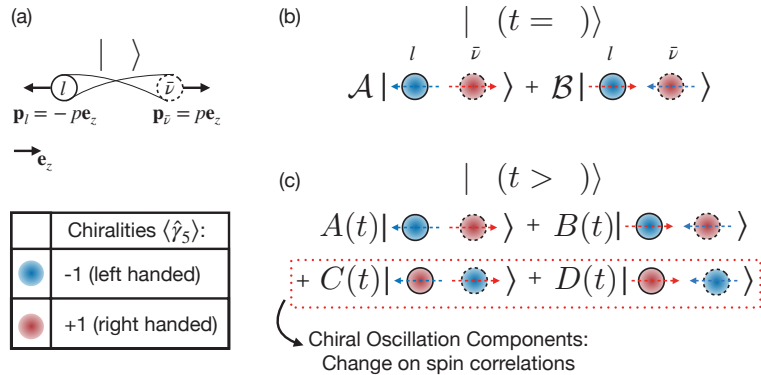 (a)
| ⟩
l ν̄
𝐩_l = −p𝐞_z 𝐩_ν̄ = p𝐞_z
𝐞_z
Chiralities ⟨γ̂₅⟩:
-1 (left handed)
+1 (right handed)
(b)
| (t = )⟩
l ν̄ l ν̄
𝒜| ⟩ + ℬ| ⟩
(c)
| (t > )⟩
A(t)| ⟩ + B(t)| ⟩
+ C(t)| ⟩ + D(t)| ⟩
Chiral Oscillation Components:
Change on spin correlations